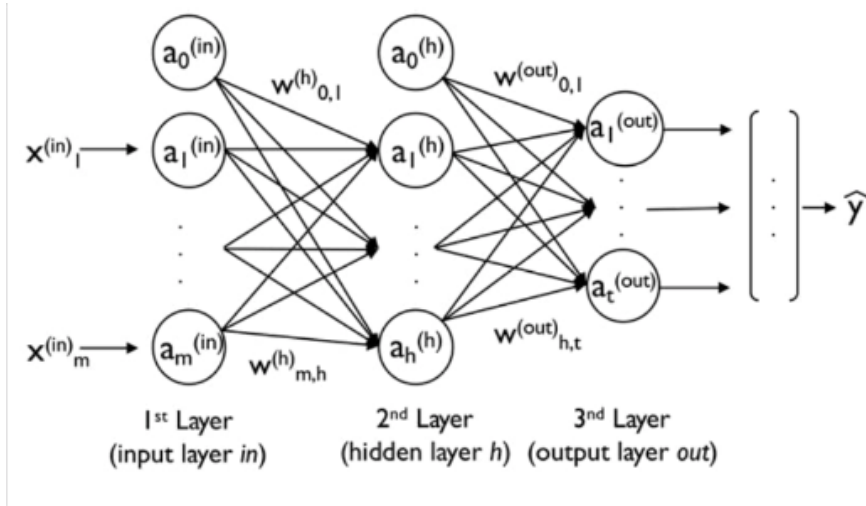 a₀⁽ⁱⁿ⁾
a₀⁽ʰ⁾
w⁽ʰ⁾₀,₁
w⁽ᵒᵘᵗ⁾₀,₁
x⁽ⁱⁿ⁾₁
a₁⁽ⁱⁿ⁾
a₁⁽ʰ⁾
a₁⁽ᵒᵘᵗ⁾
ŷ
x⁽ⁱⁿ⁾ₘ
aₘ⁽ⁱⁿ⁾
w⁽ʰ⁾ₘ,ₕ
aₕ⁽ʰ⁾
w⁽ᵒᵘᵗ⁾ₕ,ₜ
aₜ⁽ᵒᵘᵗ⁾
1ˢᵗ Layer
(input layer in)
2ⁿᵈ Layer
(hidden layer h)
3ⁿᵈ Layer
(output layer out)